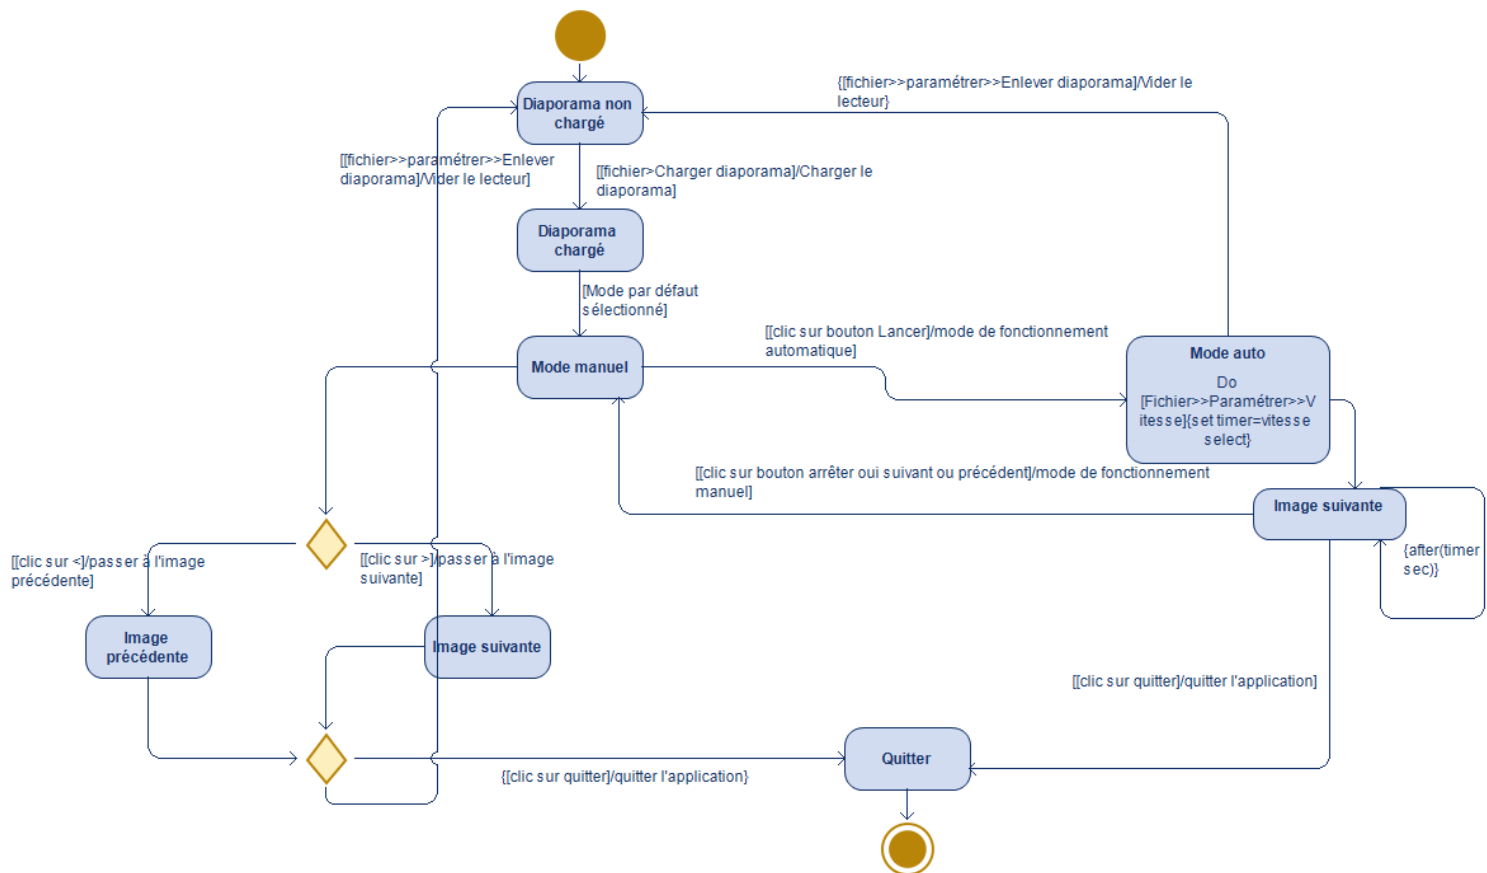 {[[fichier>>paramétrer>>Enlever diaporama]/Vider le
lecteur}
Diaporama non
chargé
[[[fichier>>paramétrer>>Enlever
diaporama]/Vider le lecteur]
[[[fichier>Charger diaporama]/Charger le
diaporama]
Diaporama
chargé
[Mode par défaut
sélectionné]
[[[clic sur bouton Lancer]/mode de fonctionnement
automatique]
Mode manuel
Mode auto
Do
[Fichier>>Paramétrer>>V
itesse]{set timer=vitesse
select}
[[[clic sur bouton arrêter oui suivant ou précédent]/mode de fonctionnement
manuel]
Image suivante
{after(timer
sec)}
[[[clic sur <]/passer à l'image
précédente]
[[[clic sur >]/passer à l'image
suivante]
Image
précédente
Image suivante
[[[clic sur quitter]/quitter l'application]
Quitter
{[[clic sur quitter]/quitter l'application}